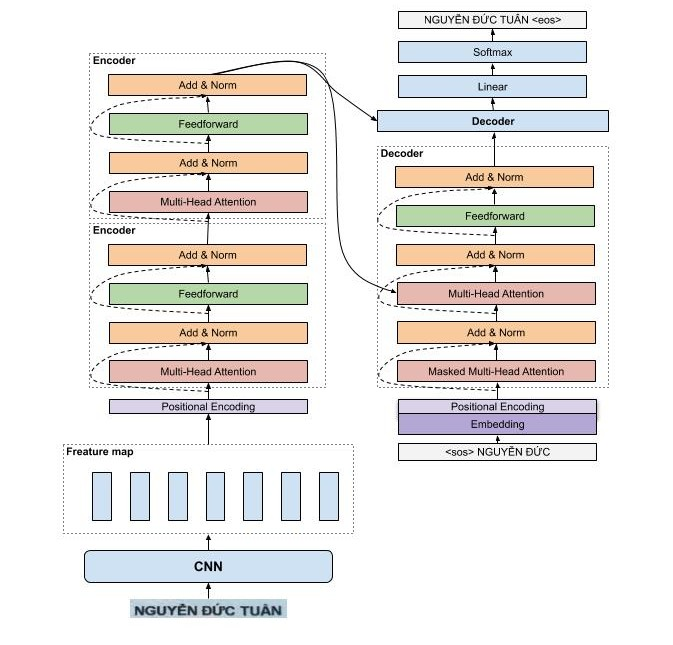 NGUYỄN ĐỨC TUÂN <eos>
Softmax
Linear
Decoder
Decoder
Add & Norm
Feedforward
Add & Norm
Multi-Head Attention
Add & Norm
Masked Multi-Head Attention
Positional Encoding
Embedding
<sos> NGUYỄN ĐỨC
Encoder
Add & Norm
Feedforward
Add & Norm
Multi-Head Attention
Encoder
Add & Norm
Feedforward
Add & Norm
Multi-Head Attention
Positional Encoding
Freature map
CNN
NGUYỄN ĐỨC TUÂN